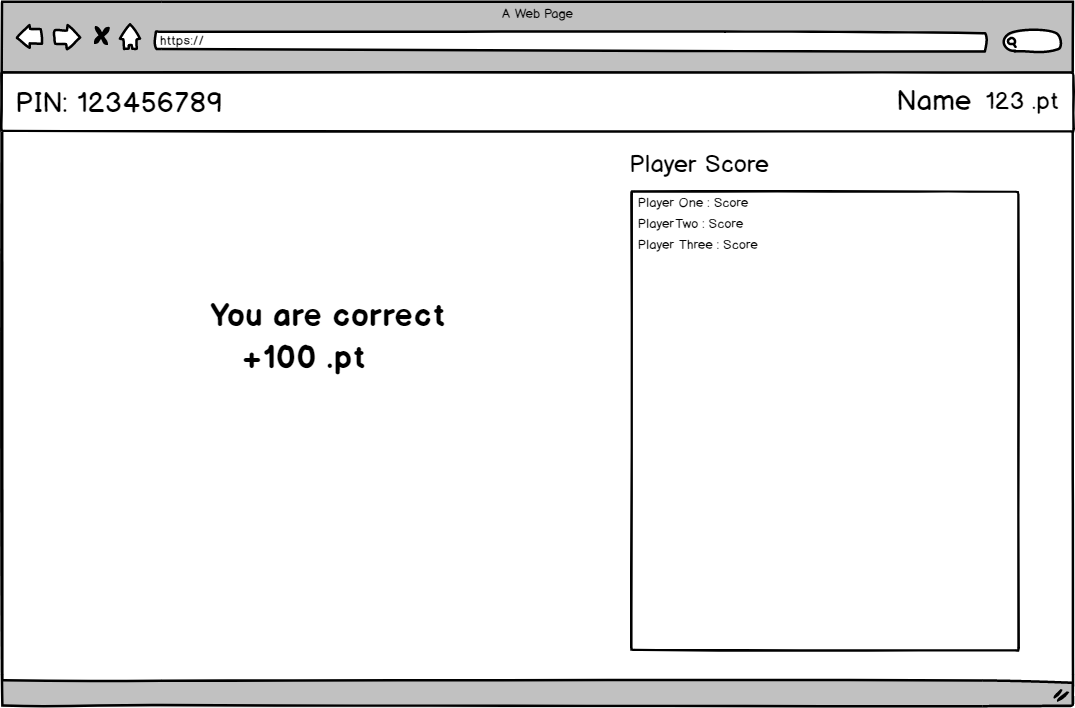 A Web Page
https://
PIN: 123456789
Name 123 .pt
Player Score
Player One : Score
PlayerTwo : Score
Player Three : Score
You are correct
+100 .pt